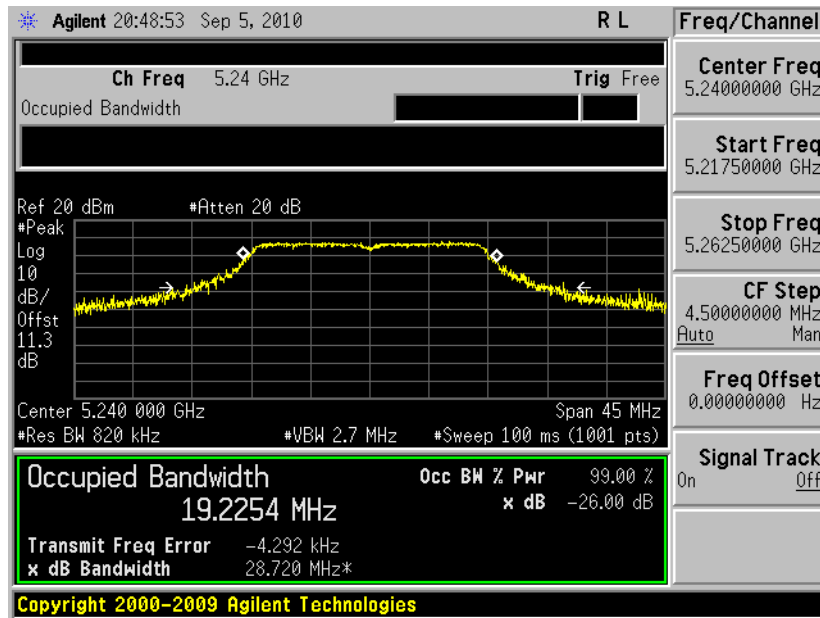 Agilent 20:48:53 Sep 5, 2010 R L
Freq/Channel
Ch Freq 5.24 GHz Trig Free
Occupied Bandwidth
Center Freq
5.24000000 GHz
Start Freq
5.21750000 GHz
Stop Freq
5.26250000 GHz
CF Step
4.50000000 MHz
Auto Man
Freq Offset
0.00000000 Hz
Signal Track
On Off
Ref 20 dBm #Atten 20 dB
#Peak
Log
10
dB/
Offst
11.3
dB
Center 5.240 000 GHz Span 45 MHz
#Res BW 820 kHz #VBW 2.7 MHz #Sweep 100 ms (1001 pts)
Occupied Bandwidth
19.2254 MHz
Occ BW % Pwr 99.00 %
x dB -26.00 dB
Transmit Freq Error -4.292 kHz
x dB Bandwidth 28.720 MHz*
Copyright 2000-2009 Agilent Technologies